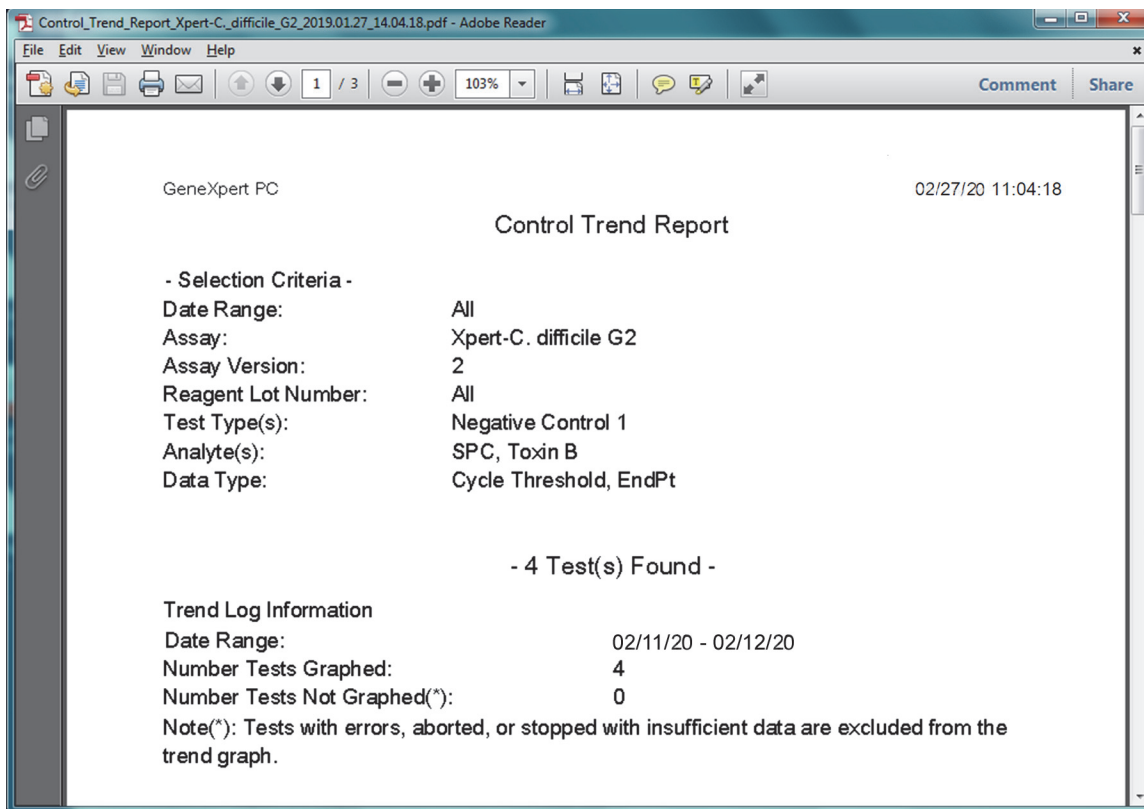 Control_Trend_Report_Xpert-C._difficile_G2_2019.01.27_14.04.18.pdf - Adobe Reader
File Edit View Window Help
1 / 3 103% Comment Share
GeneXpert PC 02/27/20 11:04:18
Control Trend Report
- Selection Criteria -
Date Range: All
Assay: Xpert-C. difficile G2
Assay Version: 2
Reagent Lot Number: All
Test Type(s): Negative Control 1
Analyte(s): SPC, Toxin B
Data Type: Cycle Threshold, EndPt
- 4 Test(s) Found -
Trend Log Information
Date Range: 02/11/20 - 02/12/20
Number Tests Graphed: 4
Number Tests Not Graphed(*): 0
Note(*): Tests with errors, aborted, or stopped with insufficient data are excluded from the
trend graph.